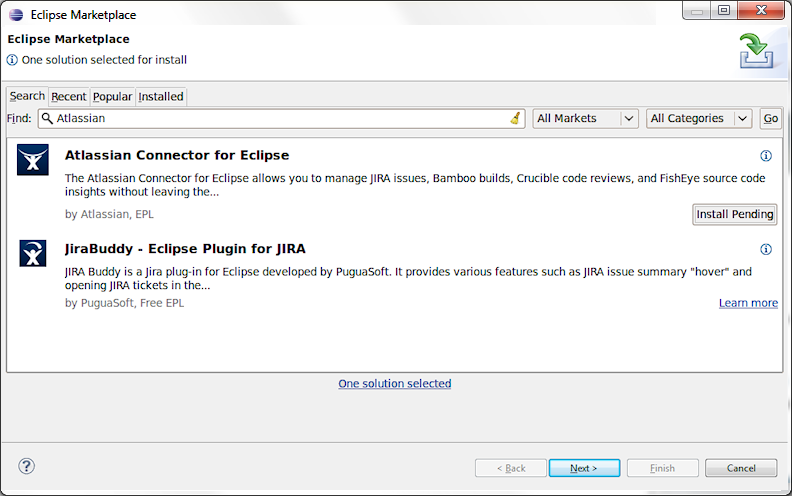 Eclipse Marketplace
Eclipse Marketplace
One solution selected for install
Search Recent Popular Installed
Find: Atlassian All Markets All Categories Go
Atlassian Connector for Eclipse
The Atlassian Connector for Eclipse allows you to manage JIRA issues, Bamboo builds, Crucible code reviews, and FishEye source code
insights without leaving the...
by Atlassian, EPL Install Pending
JiraBuddy - Eclipse Plugin for JIRA
JIRA Buddy is a Jira plug-in for Eclipse developed by PuguaSoft. It provides various features such as JIRA issue summary "hover" and
opening JIRA tickets in the...
by PuguaSoft, Free EPL Learn more
One solution selected
? < Back Next > Finish Cancel